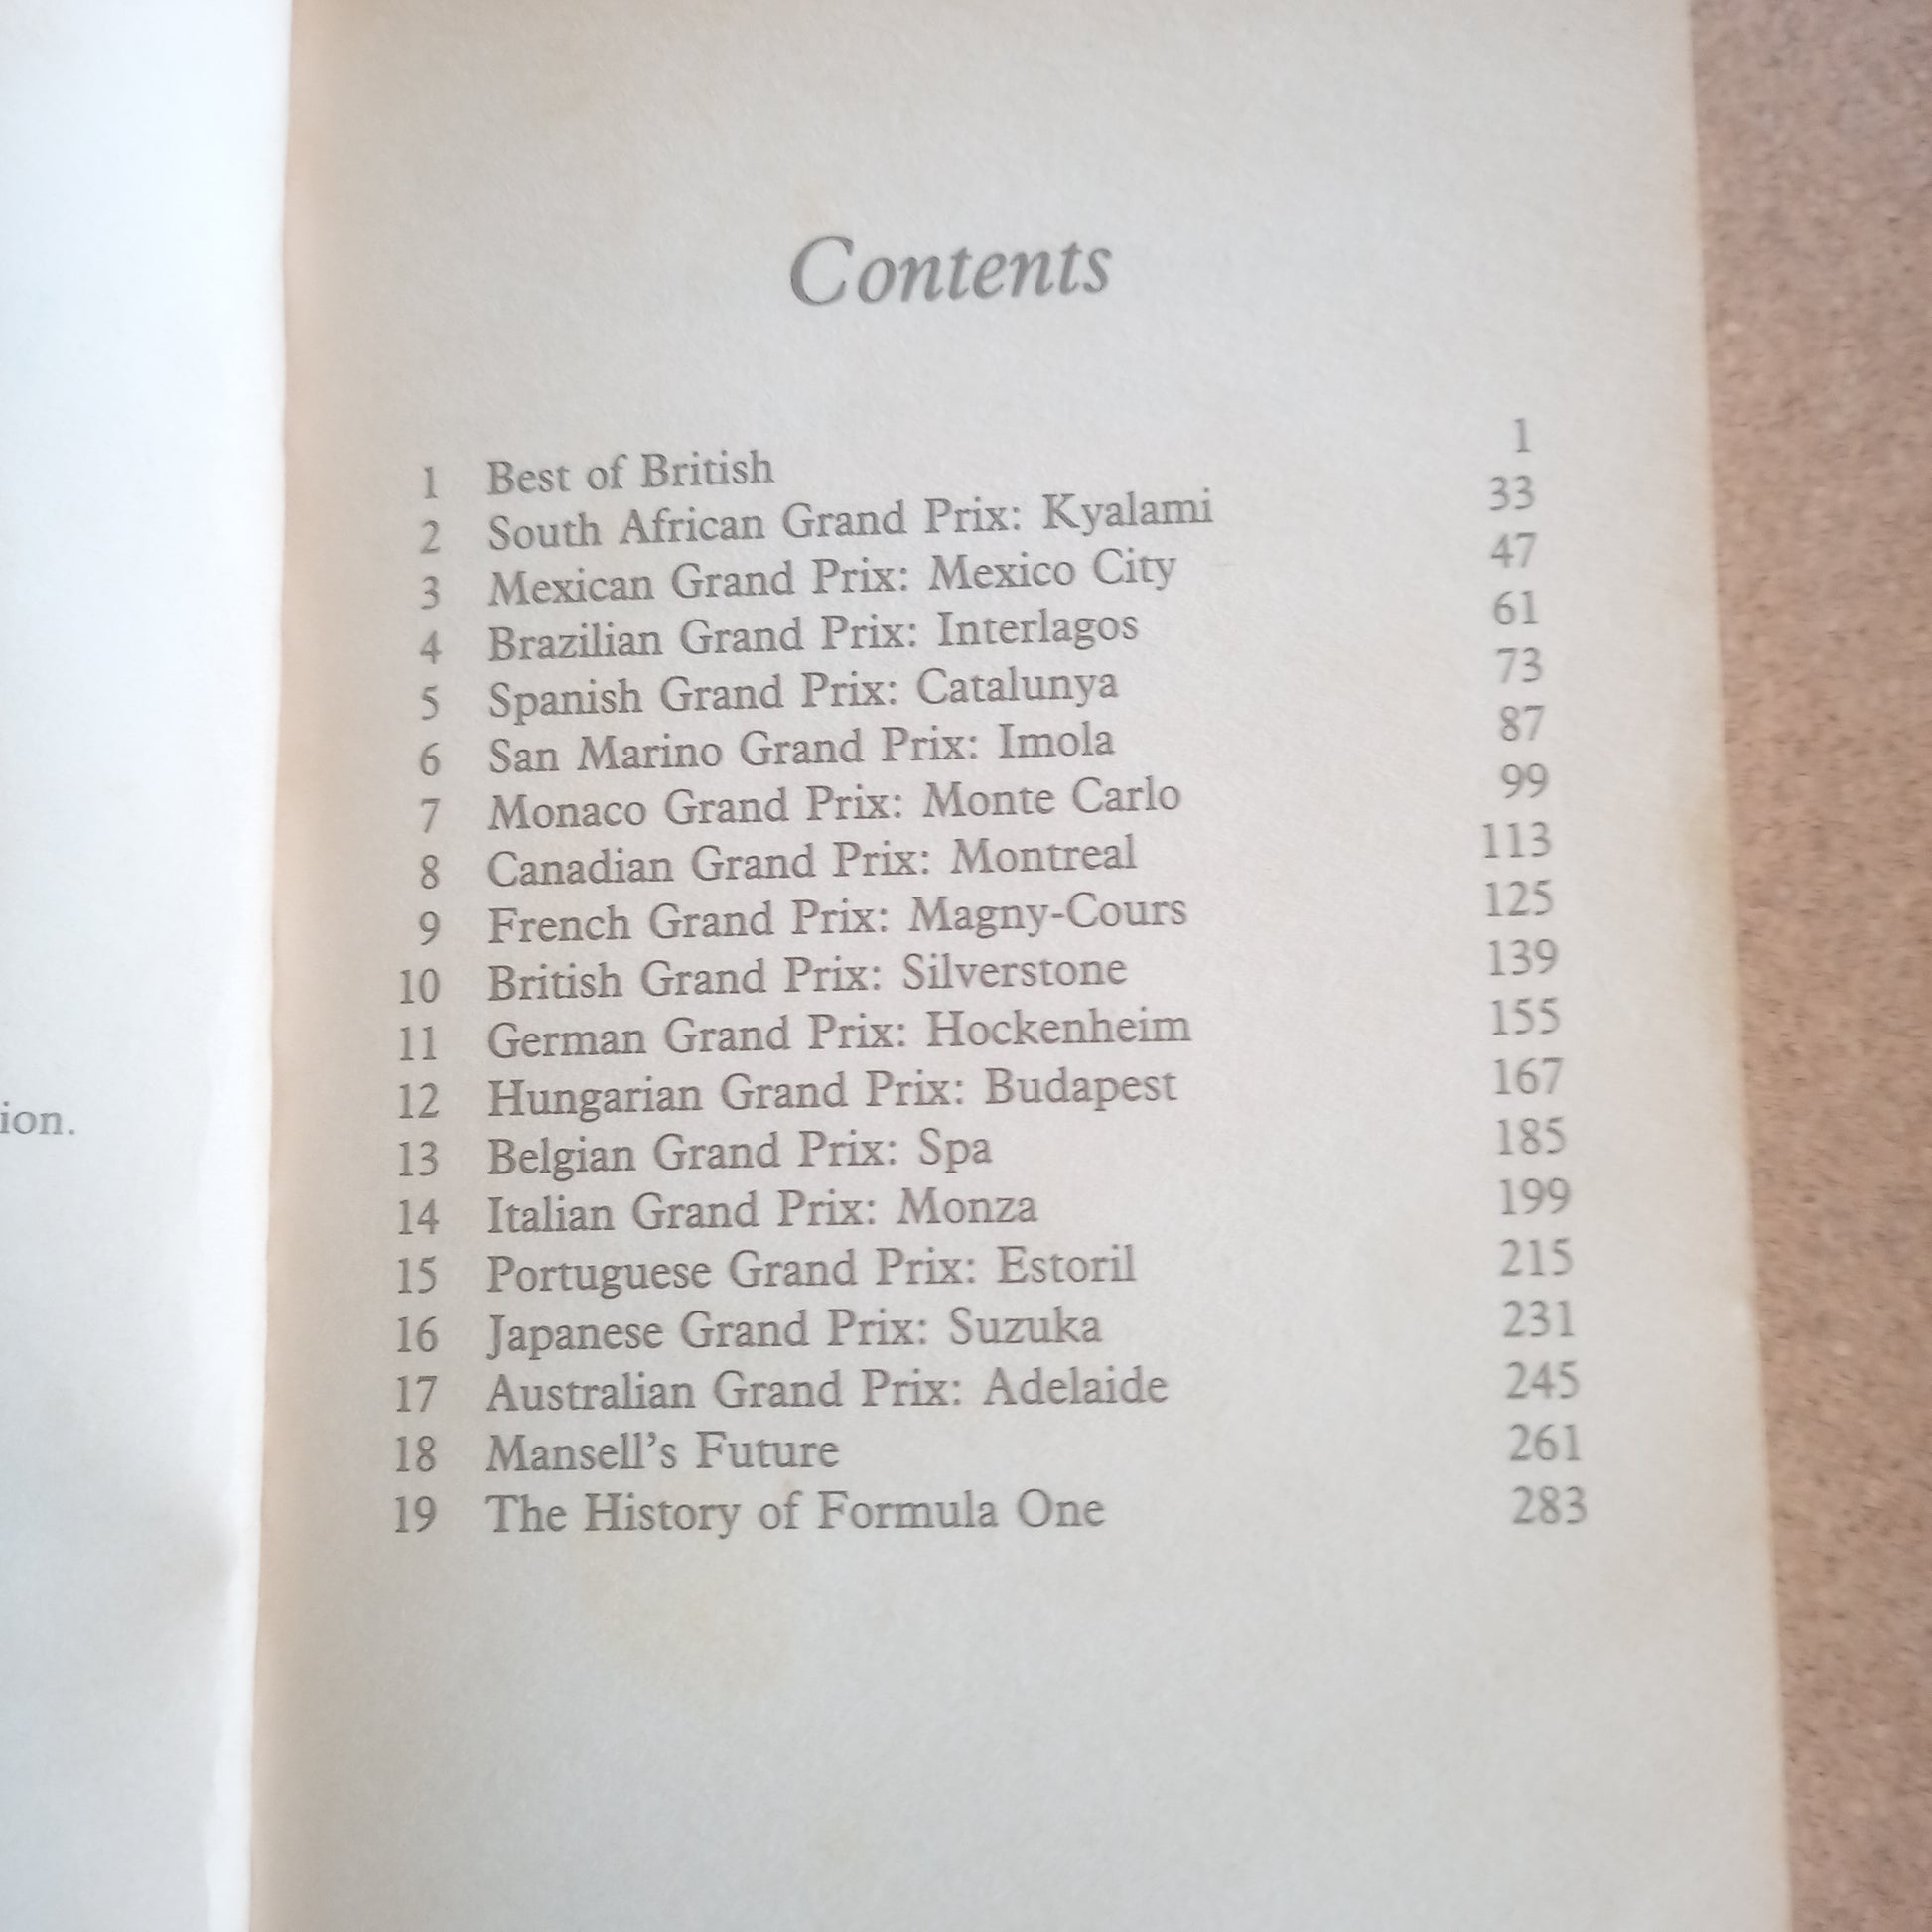 Contents
1 Best of British 1
2 South African Grand Prix: Kyalami 33
3 Mexican Grand Prix: Mexico City 47
4 Brazilian Grand Prix: Interlagos 61
5 Spanish Grand Prix: Catalunya 73
6 San Marino Grand Prix: Imola 87
7 Monaco Grand Prix: Monte Carlo 99
8 Canadian Grand Prix: Montreal 113
9 French Grand Prix: Magny-Cours 125
10 British Grand Prix: Silverstone 139
11 German Grand Prix: Hockenheim 155
12 Hungarian Grand Prix: Budapest 167
13 Belgian Grand Prix: Spa 185
14 Italian Grand Prix: Monza 199
15 Portuguese Grand Prix: Estoril 215
16 Japanese Grand Prix: Suzuka 231
17 Australian Grand Prix: Adelaide 245
18 Mansell's Future 261
19 The History of Formula One 283